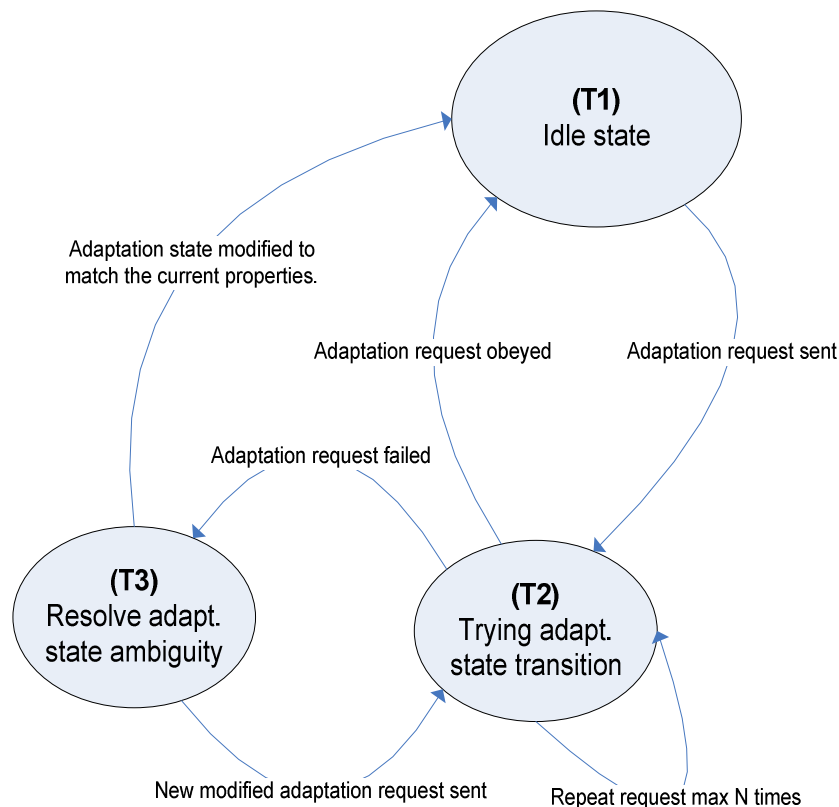 (T1)
Idle state
Adaptation state modified to
match the current properties.
Adaptation request obeyed
Adaptation request sent
Adaptation request failed
(T3)
Resolve adapt.
state ambiguity
(T2)
Trying adapt.
state transition
New modified adaptation request sent
Repeat request max N times